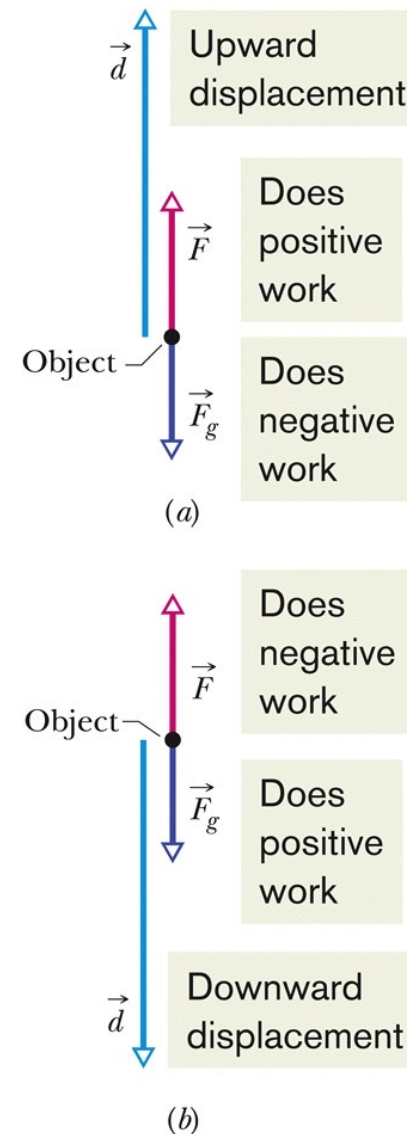 d
Upward
displacement
F
Does
positive
work
Object
Fg
Does
negative
work
(a)
F
Does
negative
work
Object
Fg
Does
positive
work
d
Downward
displacement
(b)